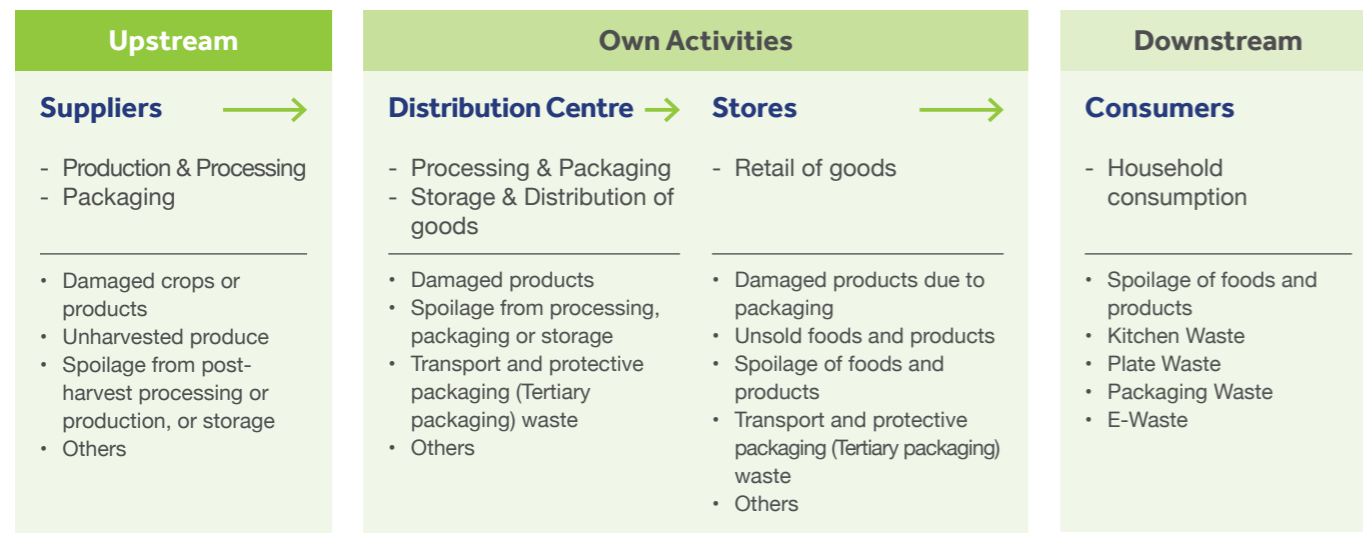 Upstream
Suppliers
- Production & Processing
- Packaging
• Damaged crops or
products
• Unharvested produce
• Spoilage from post-
harvest processing or
production, or storage
• Others
Own Activities
Distribution Centre
- Processing & Packaging
- Storage & Distribution of
goods
• Damaged products
• Spoilage from processing,
packaging or storage
• Transport and protective
packaging (Tertiary
packaging) waste
• Others
Stores
- Retail of goods
• Damaged products due to
packaging
• Unsold foods and products
• Spoilage of foods and
products
• Transport and protective
packaging (Tertiary packaging)
waste
• Others
Downstream
Consumers
- Household
consumption
• Spoilage of foods and
products
• Kitchen Waste
• Plate Waste
• Packaging Waste
• E-Waste